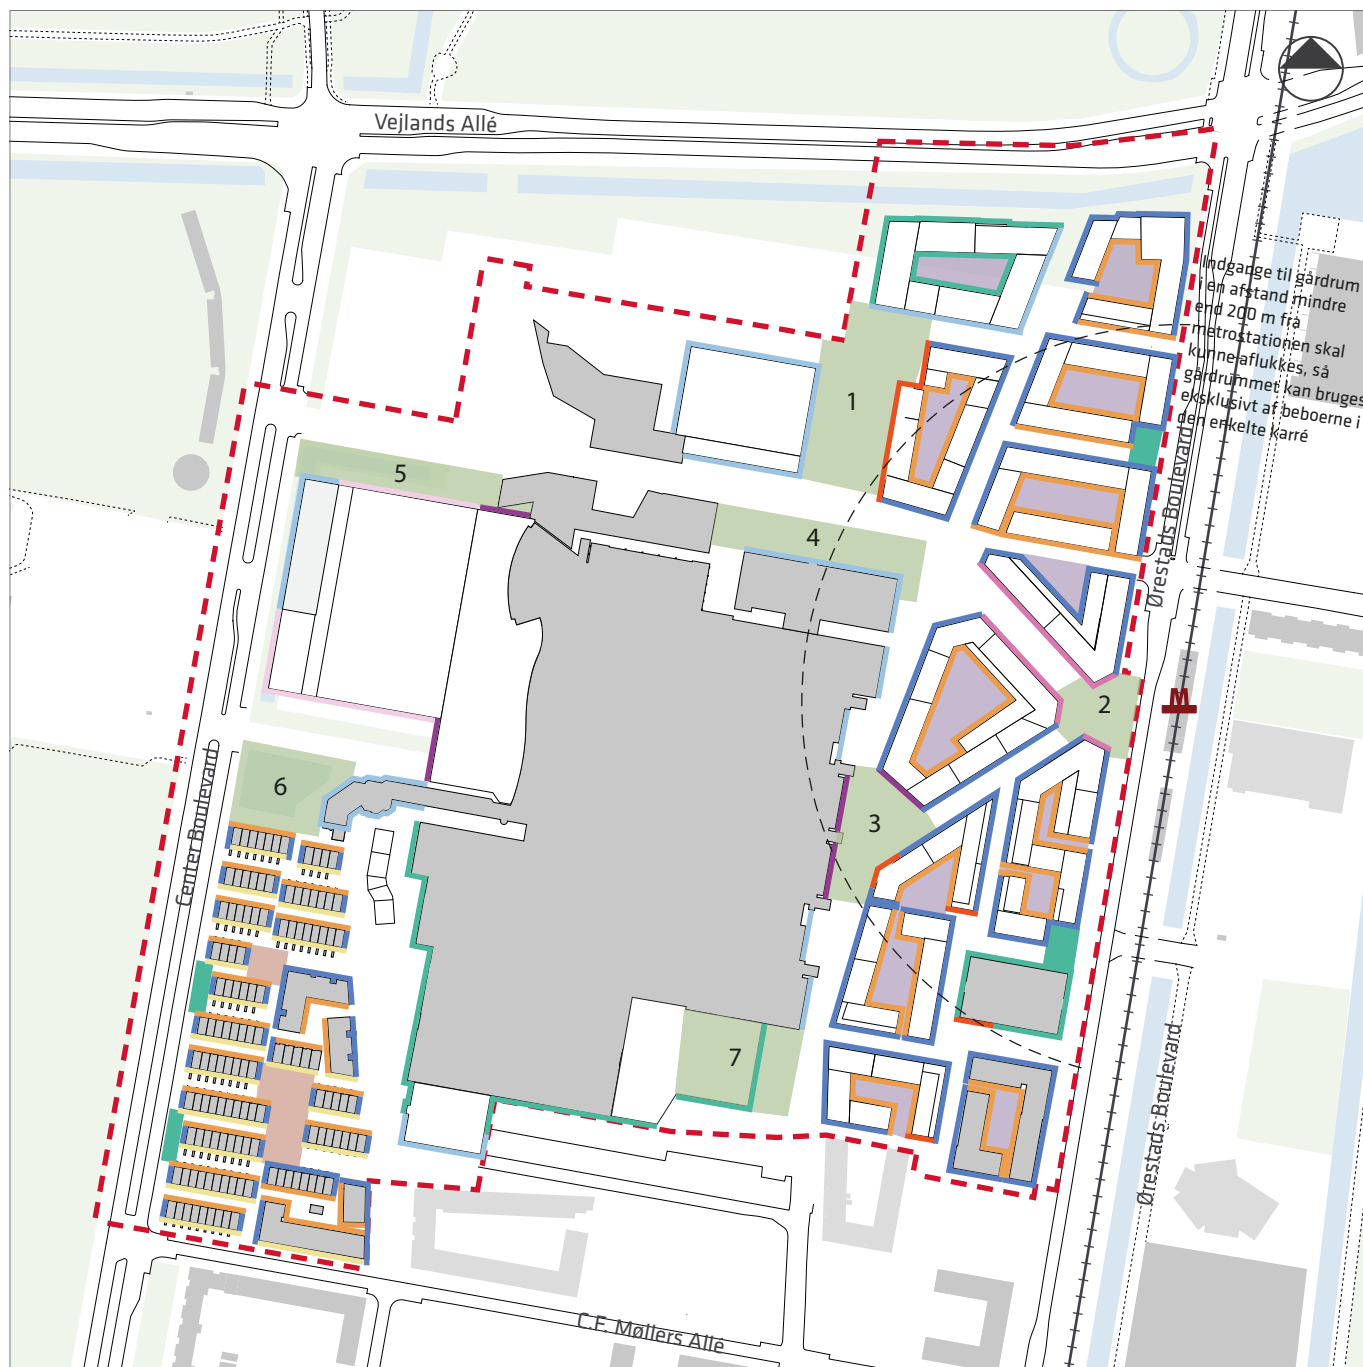 Vejlands Allé
Indgange til gårdrum
i en afstand mindre
end 200 m fra
metrostationen skal
kunne aflukkes, så
gårdrummet kan bruges
eksklusivt af beboerne i
den enkelte karré
1
5
4
Ørestads Boulevard
2
M
6
3
Center Boulevard
7
Ørestads Boulevard
C.F. Møllers Allé